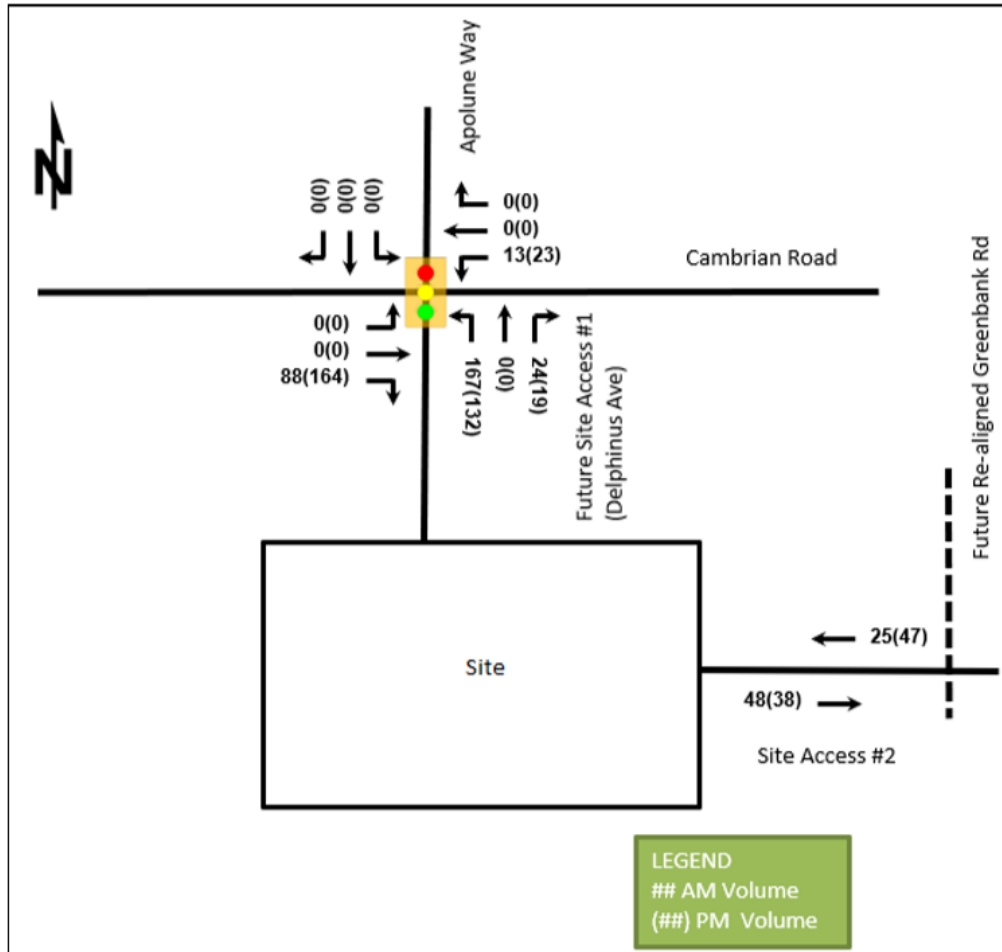 Apolune Way
N
0(0)
0(0)
0(0)
0(0)
0(0)
13(23)
Cambrian Road
0(0)
0(0)
88(164)
167(132)
0(0)
24(19)
Future Site Access #1
(Delphinus Ave)
Future Re-aligned Greenbank Rd
25(47)
Site
48(38)
Site Access #2
LEGEND
## AM Volume
(##) PM Volume